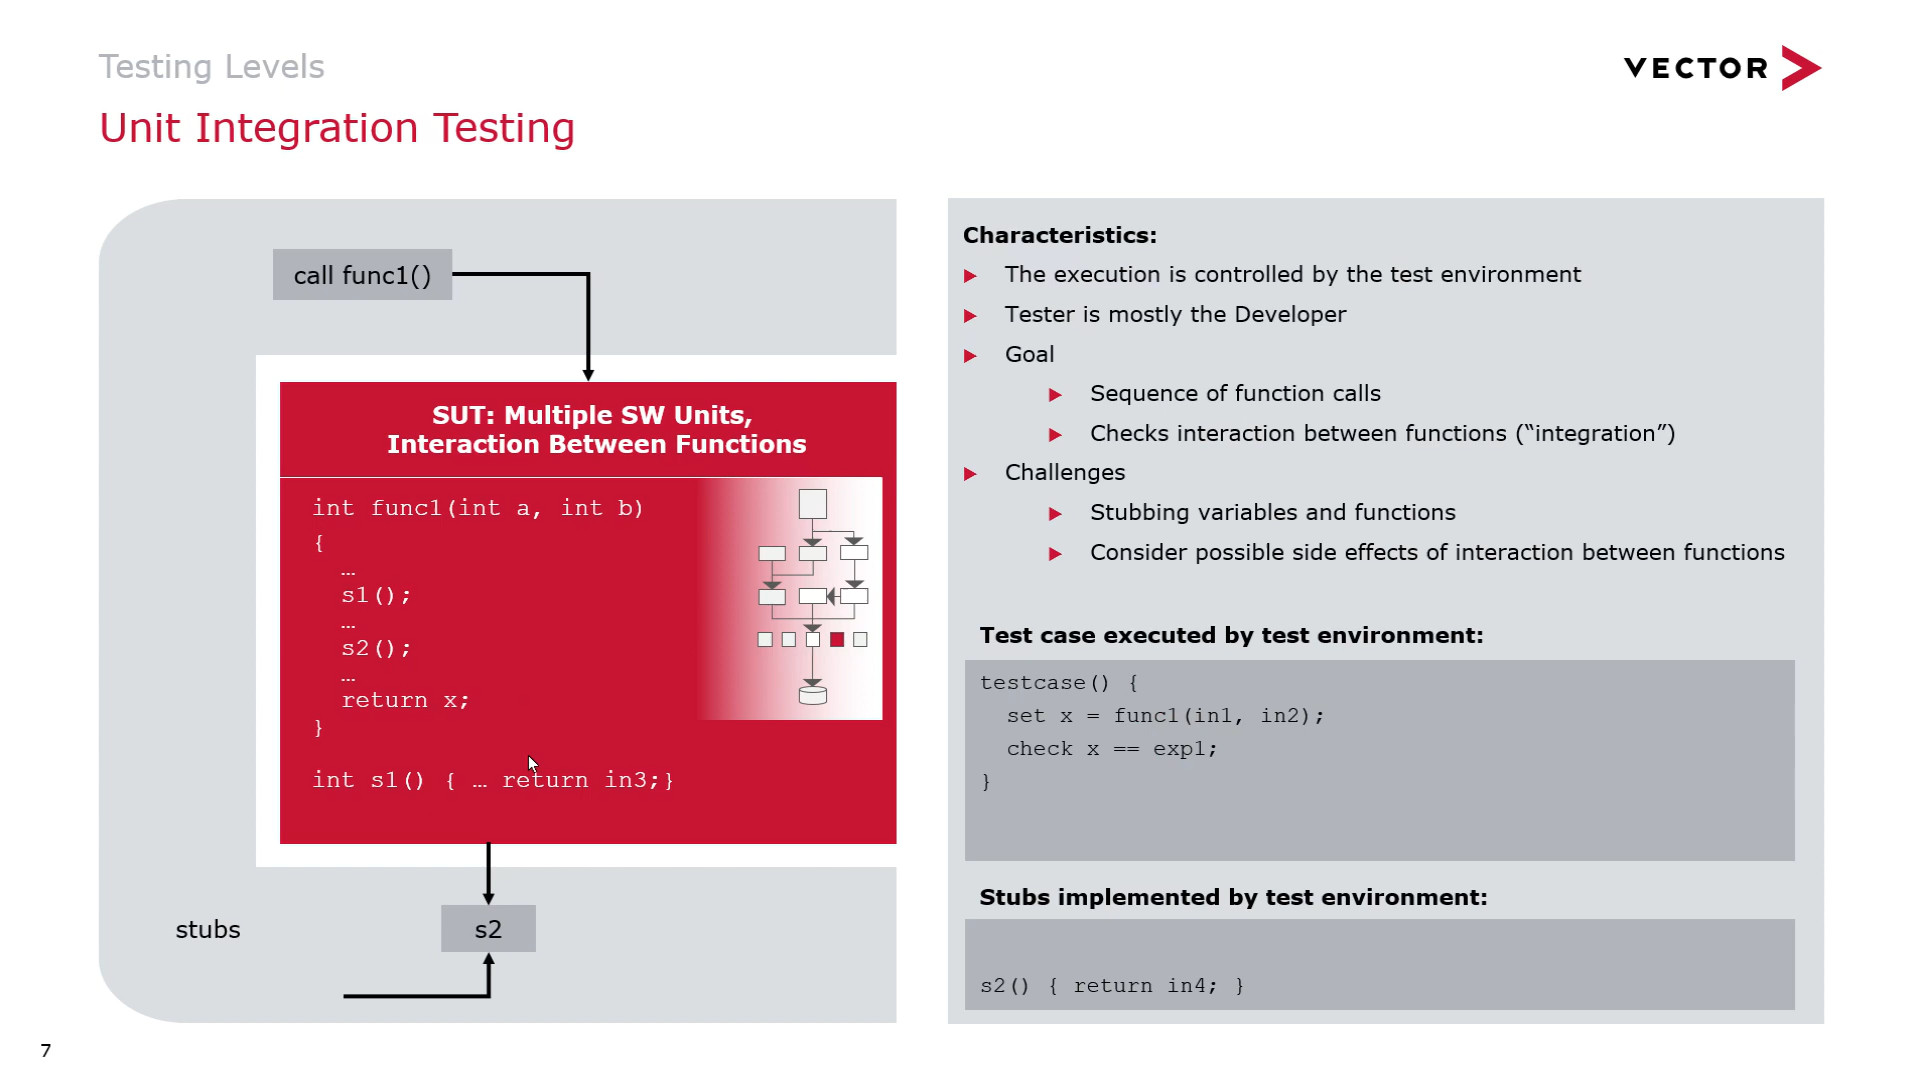 Testing Levels
VECTOR
Unit Integration Testing
call func1()
SUT: Multiple SW Units,
Interaction Between Functions
int func1(int a, int b)
{
…
s1();
…
s2();
…
return x;
}
int s1() { … return in3;}
stubs
s2
Characteristics:
The execution is controlled by the test environment
Tester is mostly the Developer
Goal
Sequence of function calls
Checks interaction between functions (“integration”)
Challenges
Stubbing variables and functions
Consider possible side effects of interaction between functions
Test case executed by test environment:
testcase() {
set x = func1(in1, in2);
check x == exp1;
}
Stubs implemented by test environment:
s2() { return in4; }
7